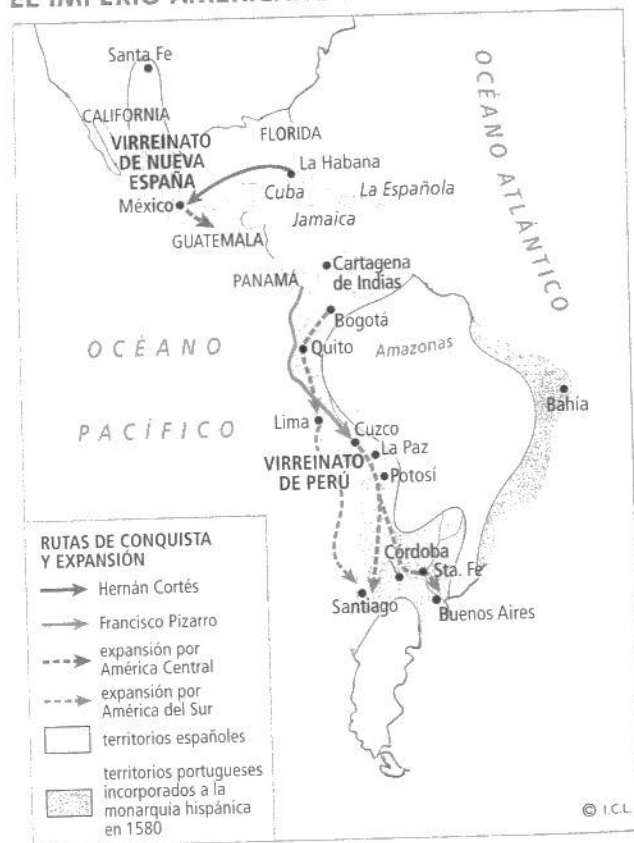 Santa Fe
CALIFORNIA
VIRREINATO
DE NUEVA
ESPAÑA
FLORIDA
La Habana
Cuba
La Española
México
Jamaica
GUATEMALA
OCÉANO ATLÁNTICO
Cartagena
de Indias
PANAMÁ
Bogotá
OCÉANO
Quito
Amazonas
Bahía
PACÍFICO
Lima
Cuzco
La Paz
VIRREINATO
DE PERÚ
Potosí
Córdoba
Sta. Fe
Santiago
Buenos Aires
RUTAS DE CONQUISTA
Y EXPANSIÓN
Hernán Cortés
Francisco Pizarro
expansión por
América Central
expansión por
América del Sur
territorios españoles
territorios portugueses
incorporados a la
monarquía hispánica
en 1580
© I.C.L.